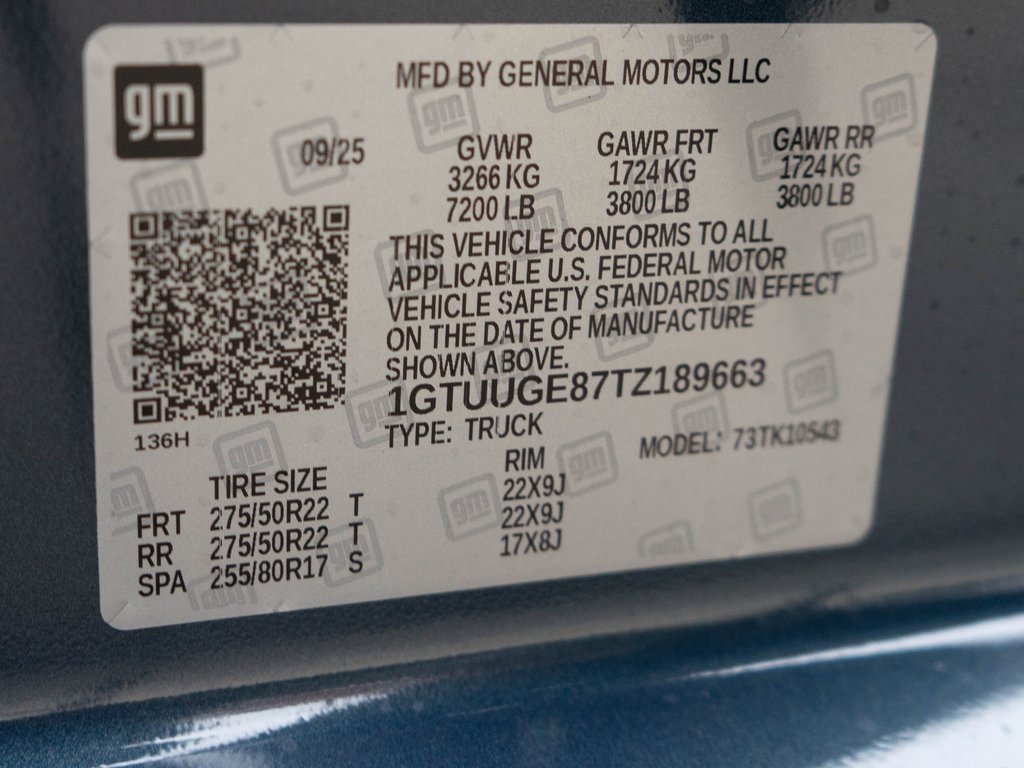 gm
MFD BY GENERAL MOTORS LLC
09/25 GVWR GAWR FRT GAWR RR
3266 KG 1724 KG 1724 KG
7200 LB 3800 LB 3800 LB
THIS VEHICLE CONFORMS TO ALL
APPLICABLE U.S. FEDERAL MOTOR
VEHICLE SAFETY STANDARDS IN EFFECT
ON THE DATE OF MANUFACTURE
SHOWN ABOVE.
1GTUUGE87TZ189663
136H
TYPE: TRUCK MODEL: 73TK10543
TIRE SIZE RIM
FRT 275/50R22 T 22X9J
RR 275/50R22 T 22X9J
SPA 255/80R17 S 17X8J